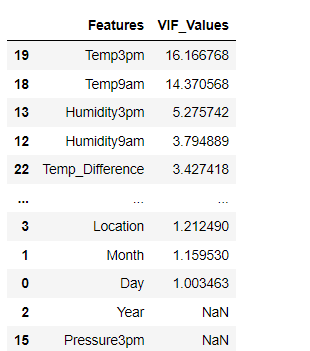 Features VIF_Values
19 Temp3pm 16.166768
18 Temp9am 14.370568
13 Humidity3pm 5.275742
12 Humidity9am 3.794889
22 Temp_Difference 3.427418
... ... ...
3 Location 1.212490
1 Month 1.159530
0 Day 1.003463
2 Year NaN
15 Pressure3pm NaN